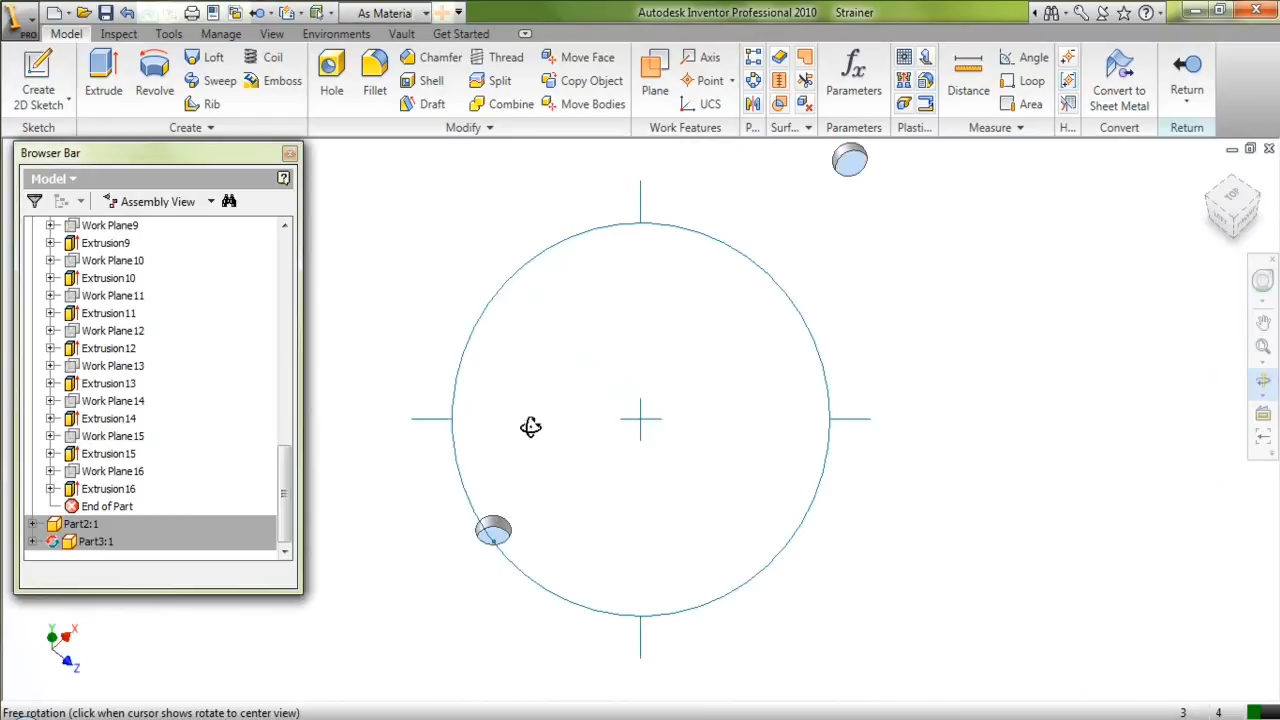 As Materia
Autodesk Inventor Professional 2010
Strainer
PRO
Model
Inspect
Tools
Manage
View
Environments
Vault
Get Started
Create
2D Sketch
Extrude
Revolve
Loft
Coil
Sweep
Emboss
Rib
Hole
Fillet
Chamfer
Thread
Move Face
Shell
Split
Copy Object
Draft
Combine
Move Bodies
Plane
Axis
Point
UCS
fx
Parameters
Distance
Angle
Loop
Area
Convert to
Sheet Metal
Return
Sketch
Create
Modify
Work Features
P...
Surf...
Parameters
Plasti...
Measure
H...
Convert
Return
Browser Bar
Model
Assembly View
Work Plane9
Extrusion9
Work Plane10
Extrusion10
Work Plane11
Extrusion11
Work Plane12
Extrusion12
Work Plane13
Extrusion13
Work Plane14
Extrusion14
Work Plane15
Extrusion15
Work Plane16
Extrusion16
End of Part
Part2:1
Part3:1
TOP
Y
X
Z
Free rotation (click when cursor shows rotate to center view)
3
4